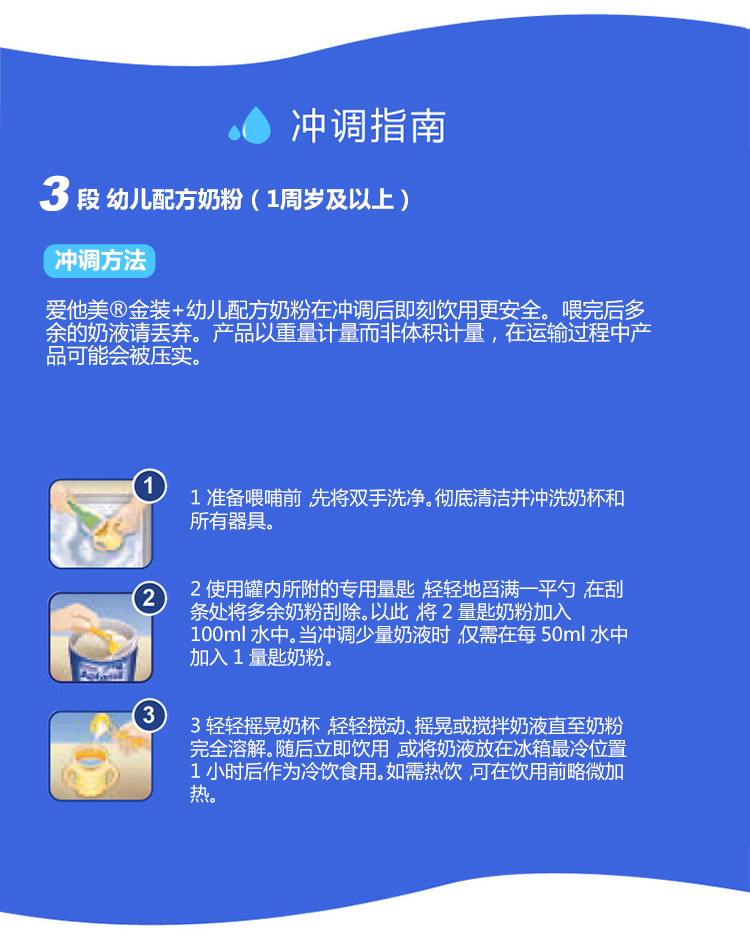 冲调指南
3 段 幼儿配方奶粉（1周岁及以上）
冲调方法
爱他美®金装+幼儿配方奶粉在冲调后即刻饮用更安全。喂完后多
余的奶液请丢弃。产品以重量计量而非体积计量，在运输过程中产
品可能会被压实。
1
1 准备喂哺前,先将双手洗净。彻底清洁并冲洗奶杯和
所有器具。
2
2 使用罐内所附的专用量匙,轻轻地舀满一平勺,在刮
条处将多余奶粉刮除。以此,将 2 量匙奶粉加入
100ml 水中。当冲调少量奶液时,仅需在每 50ml 水中
加入 1 量匙奶粉。
3
3 轻轻摇晃奶杯,轻轻搅动、摇晃或搅拌奶液直至奶粉
完全溶解。随后立即饮用,或将奶液放在冰箱最冷位置
1 小时后作为冷饮食用。如需热饮,可在饮用前略微加
热。